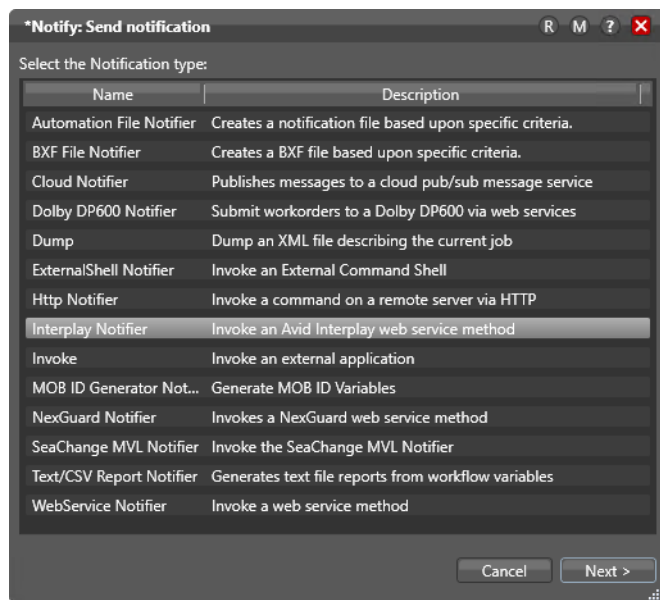 *Notify: Send notification R M ? X
Select the Notification type:
Name Description
Automation File Notifier Creates a notification file based upon specific criteria.
BXF File Notifier Creates a BXF file based upon specific criteria.
Cloud Notifier Publishes messages to a cloud pub/sub message service
Dolby DP600 Notifier Submit workorders to a Dolby DP600 via web services
Dump Dump an XML file describing the current job
ExternalShell Notifier Invoke an External Command Shell
Http Notifier Invoke a command on a remote server via HTTP
Interplay Notifier Invoke an Avid Interplay web service method
Invoke Invoke an external application
MOB ID Generator Not... Generate MOB ID Variables
NexGuard Notifier Invokes a NexGuard web service method
SeaChange MVL Notifier Invoke the SeaChange MVL Notifier
Text/CSV Report Notifier Generates text file reports from workflow variables
WebService Notifier Invoke a web service method
Cancel Next >